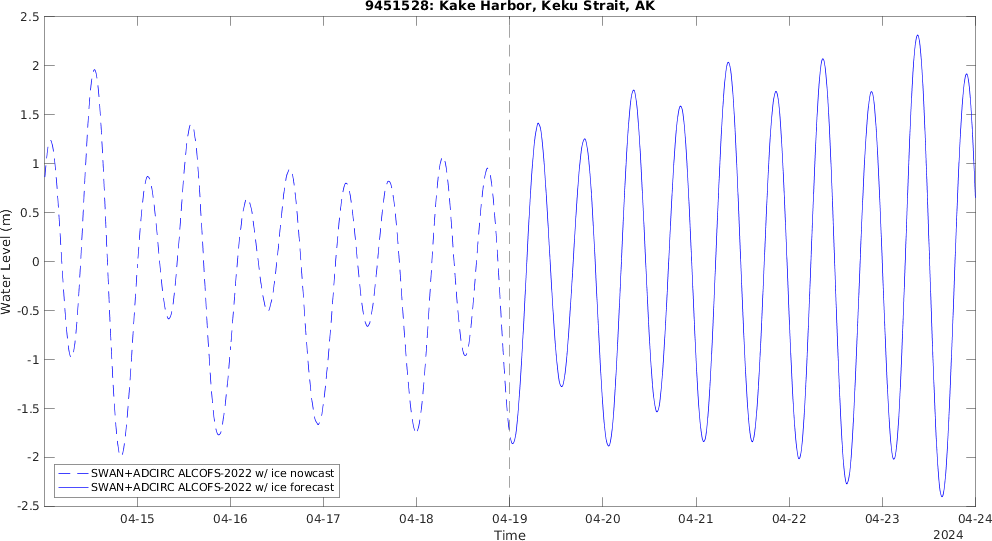 9451528: Kake Harbor, Keku Strait, AK
2.5
2
1.5
1
0.5
0
-0.5
-1
-1.5
-2
-2.5
Water Level (m)
SWAN+ADCIRC ALCOFS-2022 w/ ice nowcast
SWAN+ADCIRC ALCOFS-2022 w/ ice forecast
04-15 04-16 04-17 04-18 04-19 04-20 04-21 04-22 04-23 04-24
Time
2024